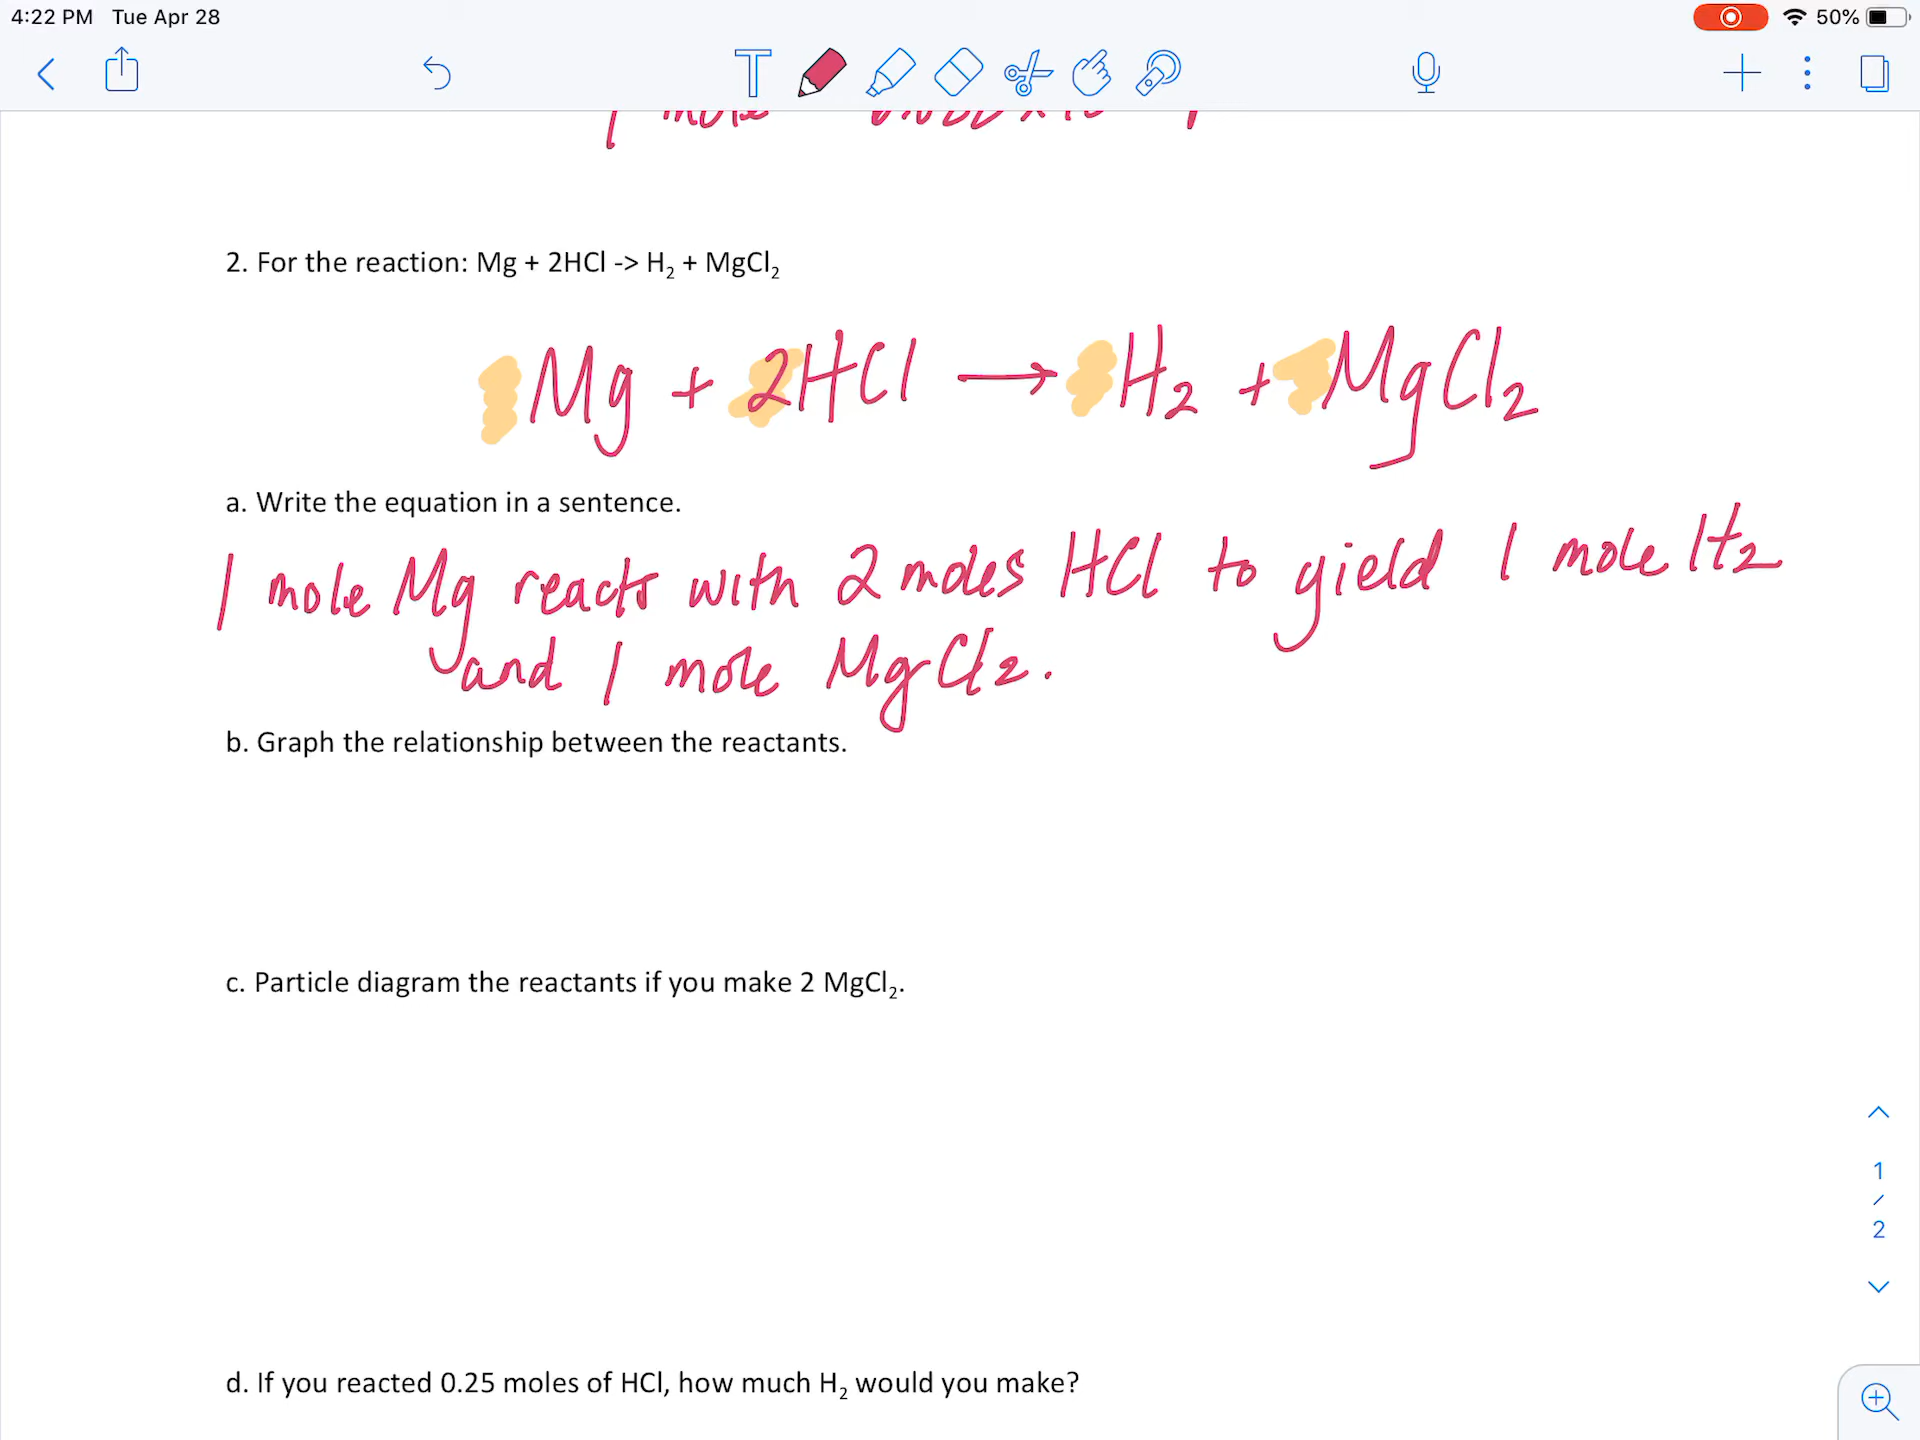 4:22 PM Tue Apr 28
50%
T
1 mole
2. For the reaction: Mg + 2HCl -> H₂ + MgCl₂
Mg + 2HCl → H₂ + MgCl₂
a. Write the equation in a sentence.
1 mole Mg reacts with 2 moles HCl to yield 1 mole H₂
and 1 mole MgCl₂.
b. Graph the relationship between the reactants.
c. Particle diagram the reactants if you make 2 MgCl₂.
1
/
2
d. If you reacted 0.25 moles of HCl, how much H₂ would you make?